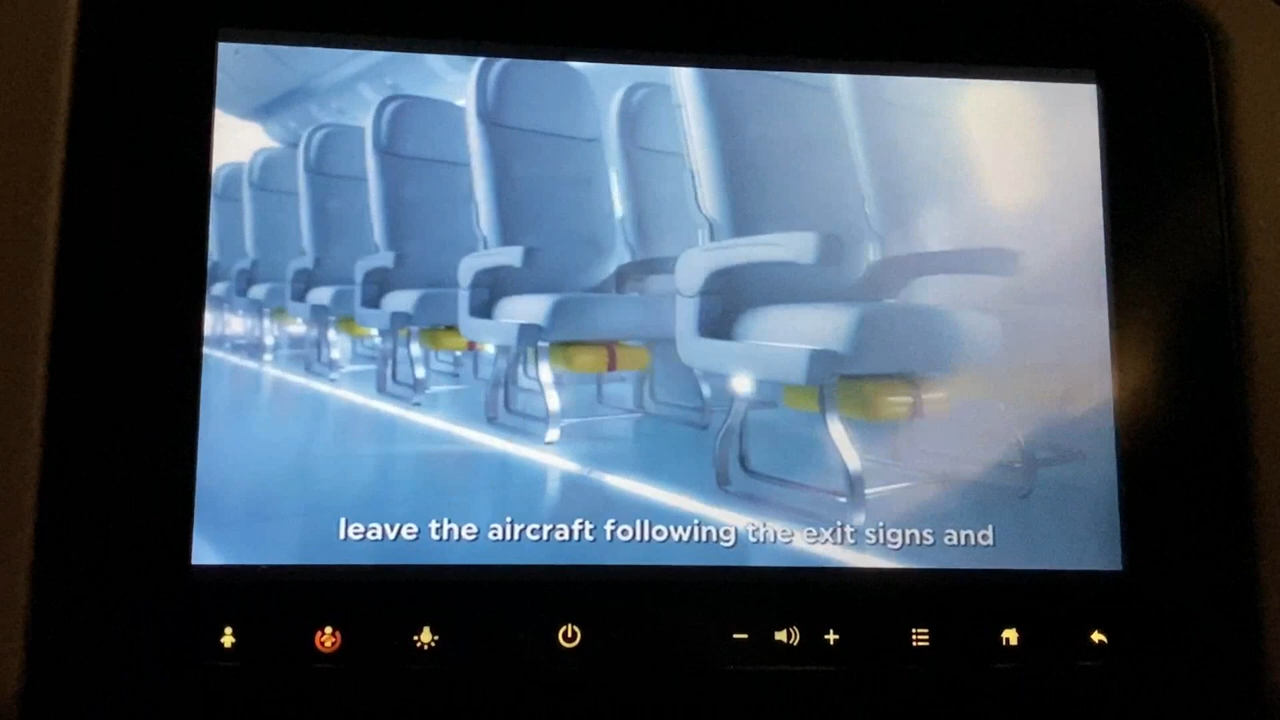 leave the aircraft following the exit signs and